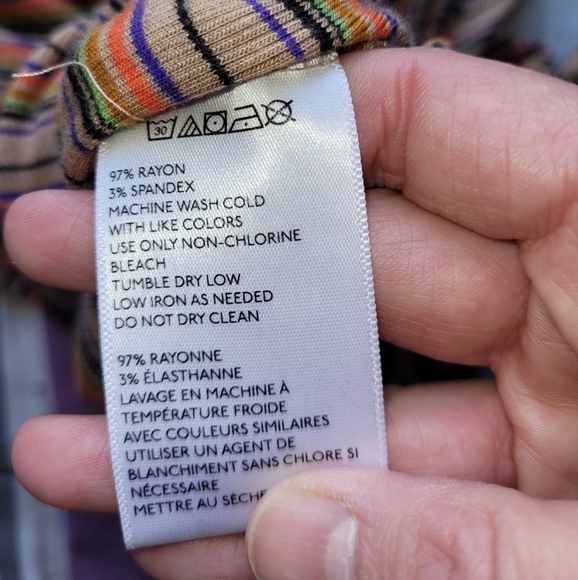 30
97% RAYON
3% SPANDEX
MACHINE WASH COLD
WITH LIKE COLORS
USE ONLY NON-CHLORINE
BLEACH
TUMBLE DRY LOW
LOW IRON AS NEEDED
DO NOT DRY CLEAN
97% RAYONNE
3% ÉLASTHANNE
LAVAGE EN MACHINE À
TEMPÉRATURE FROIDE
AVEC COULEURS SIMILAIRES
UTILISER UN AGENT DE
BLANCHIMENT SANS CHLORE SI
NÉCESSAIRE
METTRE AU